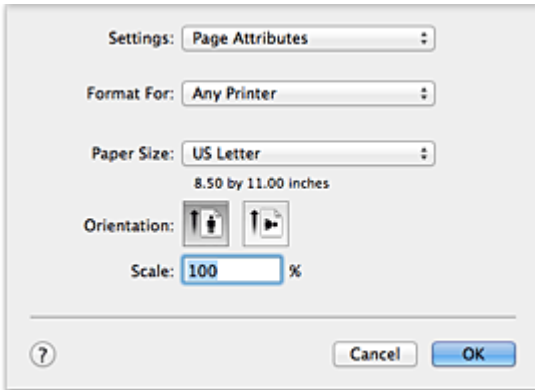 Settings: Page Attributes
Format For: Any Printer
Paper Size: US Letter
8.50 by 11.00 inches
Orientation:
Scale: 100 %
? Cancel OK